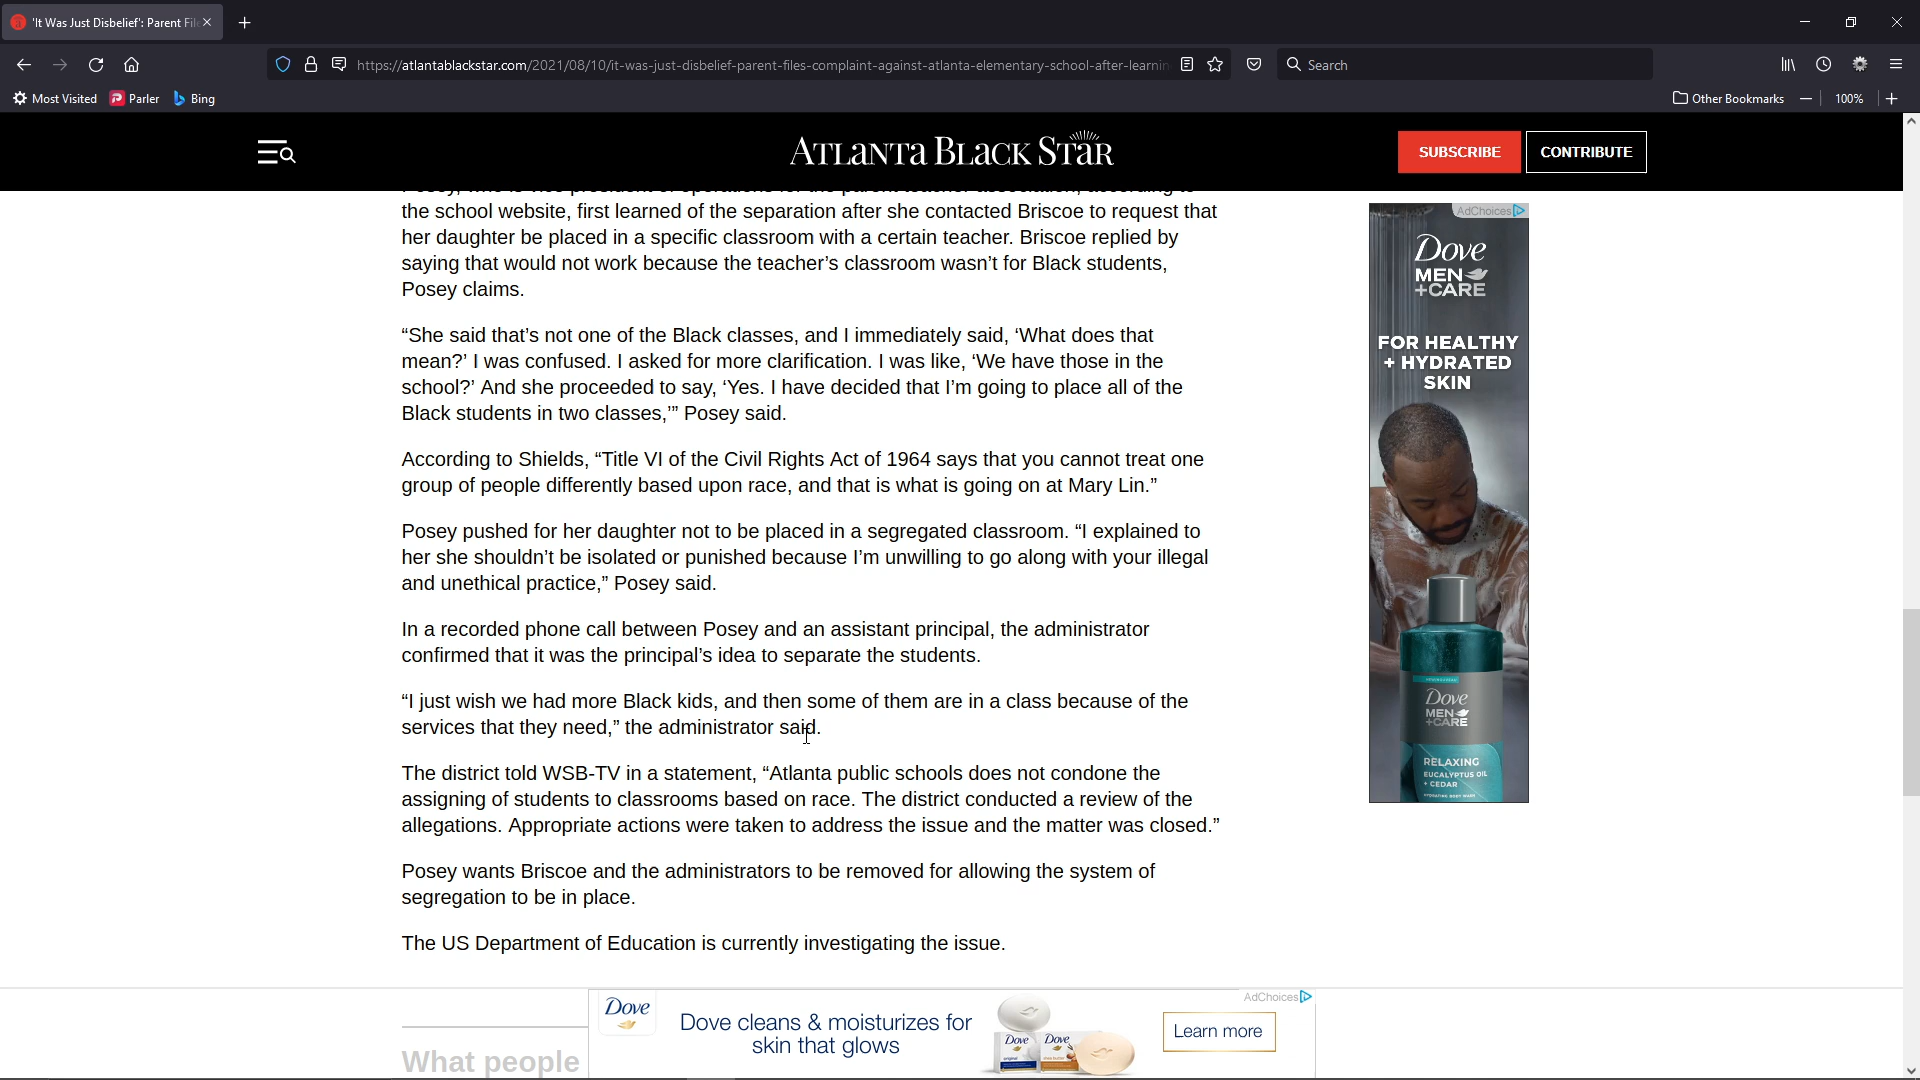 'It Was Just Disbelief': Parent Fil
https://atlantablackstar.com/2021/08/10/it-was-just-disbelief-parent-files-complaint-against-atlanta-elementary-school-after-learnin
Search
Most Visited
Parler
Bing
Other Bookmarks
100%
ATLANTA BLACK STAR
SUBSCRIBE
CONTRIBUTE
the school website, first learned of the separation after she contacted Briscoe to request that
her daughter be placed in a specific classroom with a certain teacher. Briscoe replied by
saying that would not work because the teacher’s classroom wasn’t for Black students,
Posey claims.
“She said that’s not one of the Black classes, and I immediately said, ‘What does that
mean?’ I was confused. I asked for more clarification. I was like, ‘We have those in the
school?’ And she proceeded to say, ‘Yes. I have decided that I’m going to place all of the
Black students in two classes,’” Posey said.
According to Shields, “Title VI of the Civil Rights Act of 1964 says that you cannot treat one
group of people differently based upon race, and that is what is going on at Mary Lin.”
Posey pushed for her daughter not to be placed in a segregated classroom. “I explained to
her she shouldn’t be isolated or punished because I’m unwilling to go along with your illegal
and unethical practice,” Posey said.
In a recorded phone call between Posey and an assistant principal, the administrator
confirmed that it was the principal’s idea to separate the students.
“I just wish we had more Black kids, and then some of them are in a class because of the
services that they need,” the administrator said.
The district told WSB-TV in a statement, “Atlanta public schools does not condone the
assigning of students to classrooms based on race. The district conducted a review of the
allegations. Appropriate actions were taken to address the issue and the matter was closed.”
Posey wants Briscoe and the administrators to be removed for allowing the system of
segregation to be in place.
The US Department of Education is currently investigating the issue.
What people
AdChoices
Dove
MEN
+CARE
FOR HEALTHY
+ HYDRATED
SKIN
Dove
MEN
+CARE
RELAXING
EUCALYPTUS OIL
+ CEDAR
AdChoices
Dove
Dove cleans & moisturizes for
skin that glows
Dove
Dove
Learn more